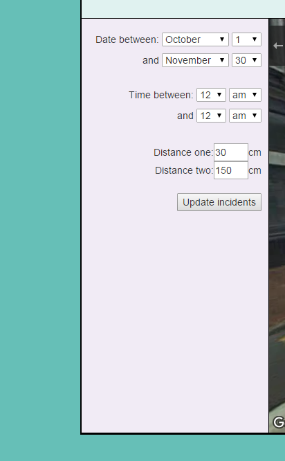 Date between: October 1
and November 30
Time between: 12 am
and 12 am
Distance one: 30 cm
Distance two: 150 cm
Update incidents
G